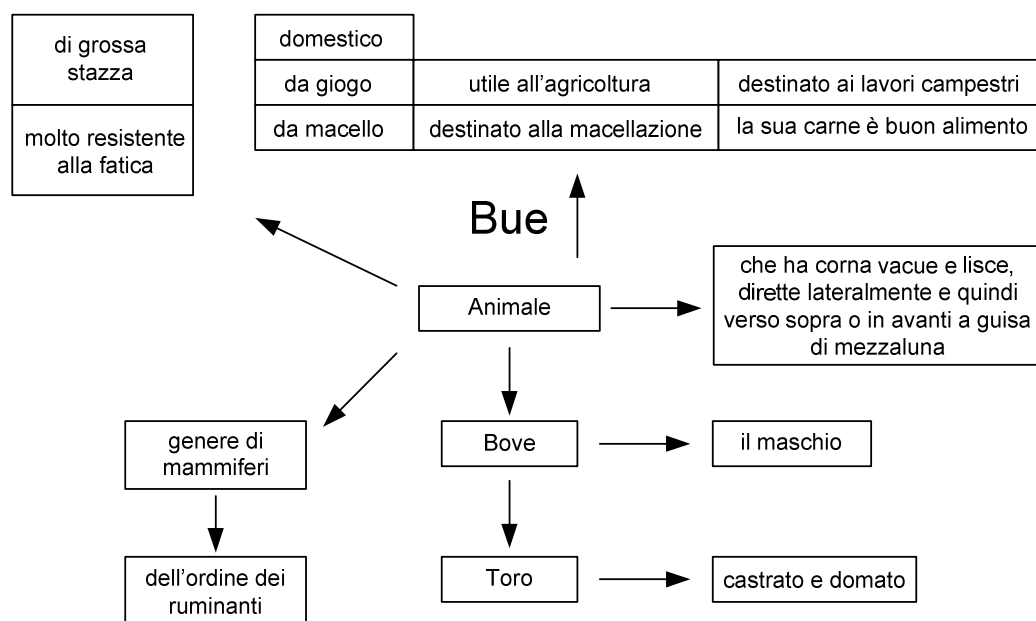 di grossa
stazza
molto resistente
alla fatica
domestico
da giogo
utile all'agricoltura
destinato ai lavori campestri
da macello
destinato alla macellazione
la sua carne è buon alimento
Bue
Animale
che ha corna vacue e lisce,
dirette lateralmente e quindi
verso sopra o in avanti a guisa
di mezzaluna
genere di
mammiferi
Bove
il maschio
dell'ordine dei
ruminanti
Toro
castrato e domato